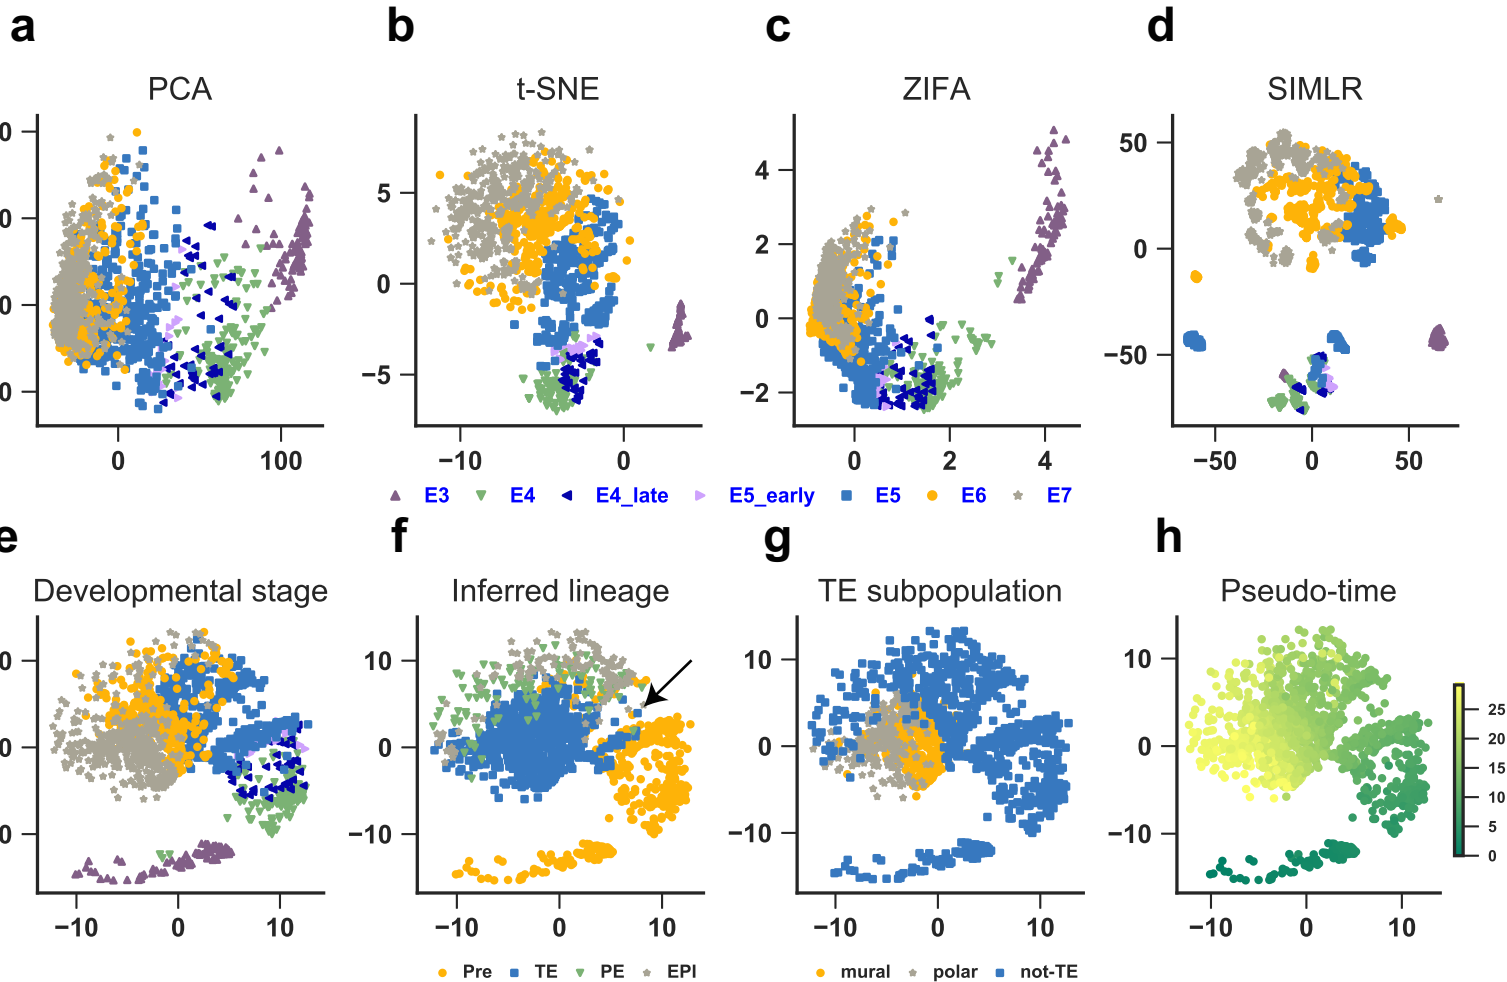 a b c d
PCA t-SNE ZIFA SIMLR
0
0
0
0
0 100
5
0
−5
−10 0
4
2
0
−2
0 2 4
50
0
−50
−50 0 50
E3 E4 E4_late E5_early E5 E6 E7
e f g h
Developmental stage Inferred lineage TE subpopulation Pseudo-time
0
0
0
−10 0 10
10
0
−10
−10 0 10
10
0
−10
−10 0 10
10
0
−10
−10 0 10
25
20
15
10
5
0
Pre TE PE EPI
mural polar not-TE